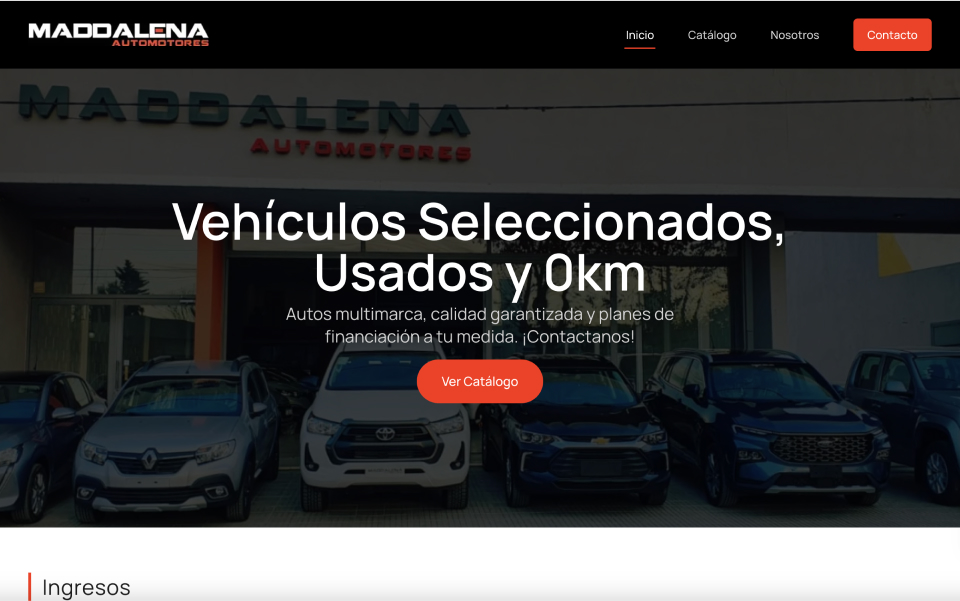 MADDALENA
AUTOMOTORES
Inicio
Catálogo
Nosotros
Contacto
MADDALENA
AUTOMOTORES
Vehículos Seleccionados,
Usados y 0km
Autos multimarca, calidad garantizada y planes de
financiación a tu medida. ¡Contactanos!
Ver Catálogo
Ingresos